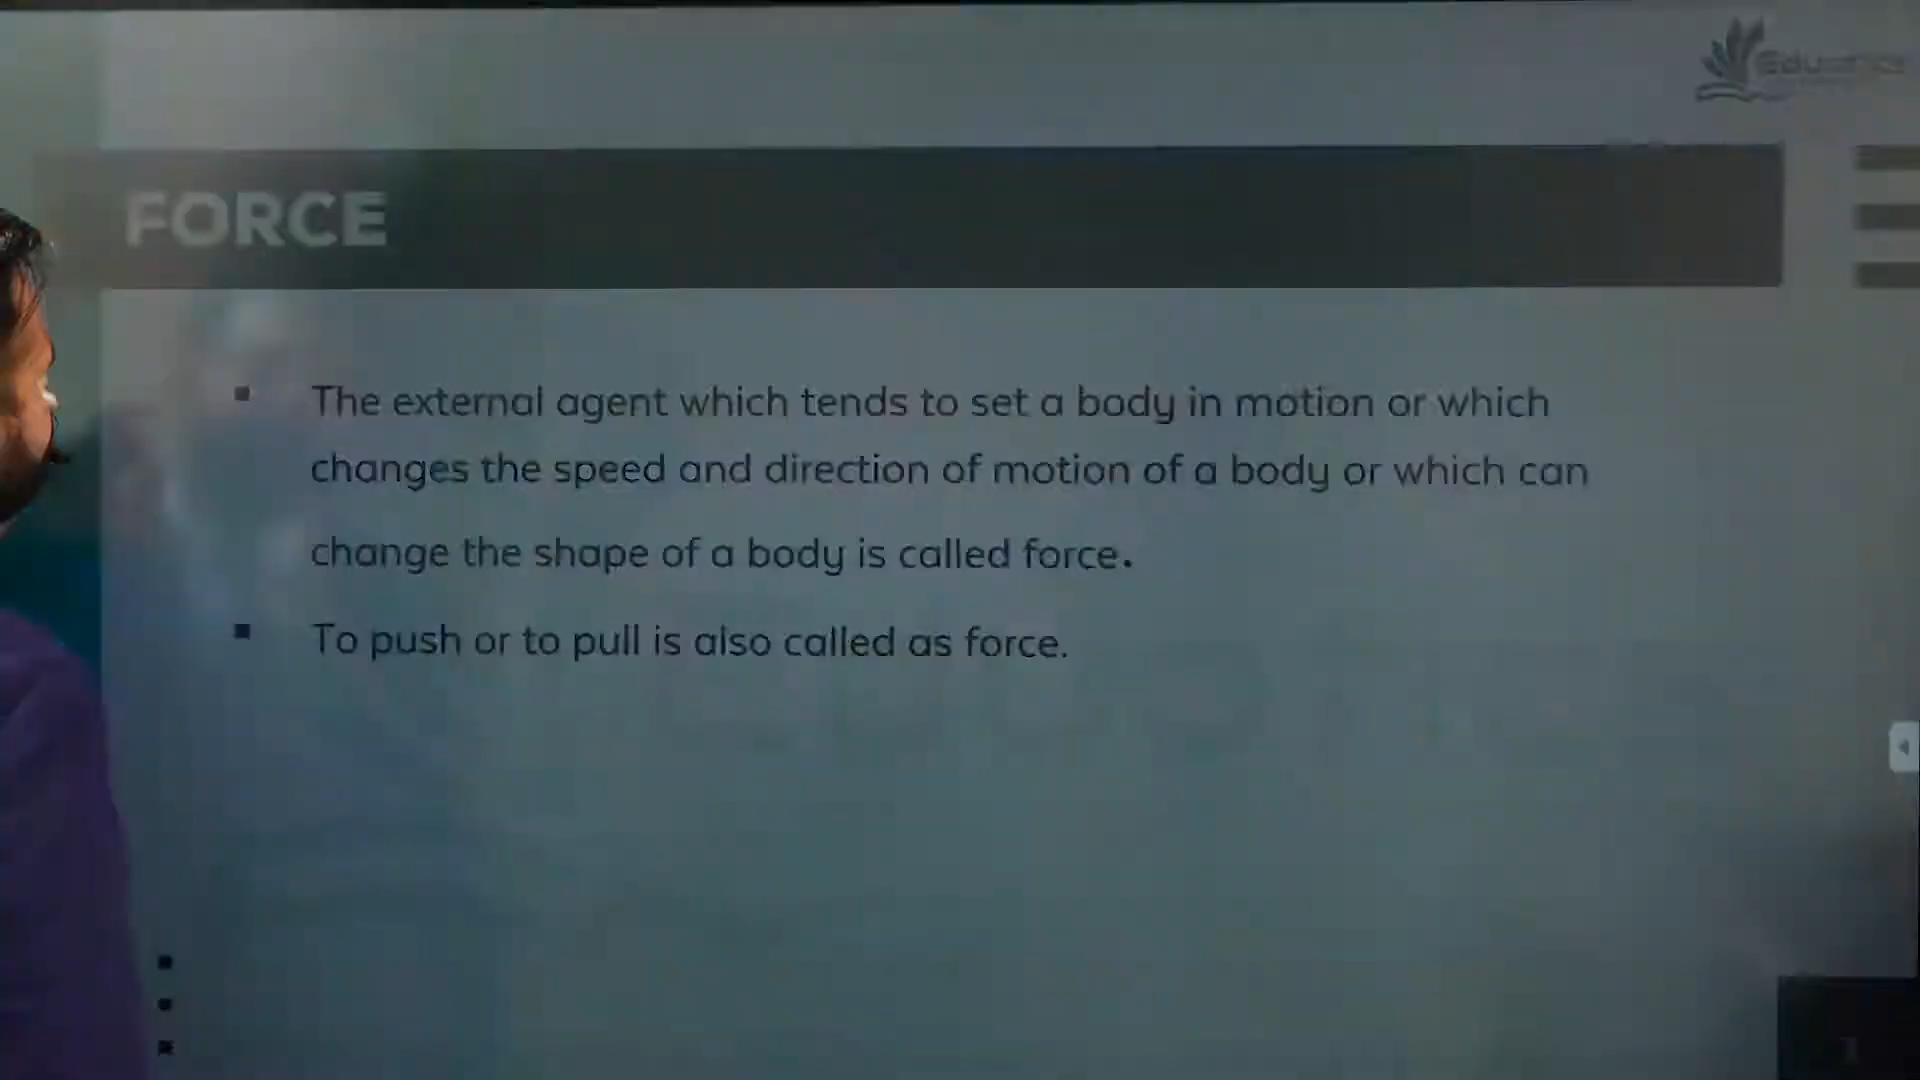 FORCE
The external agent which tends to set a body in motion or which
changes the speed and direction of motion of a body or which can
change the shape of a body is called force.
To push or to pull is also called as force.